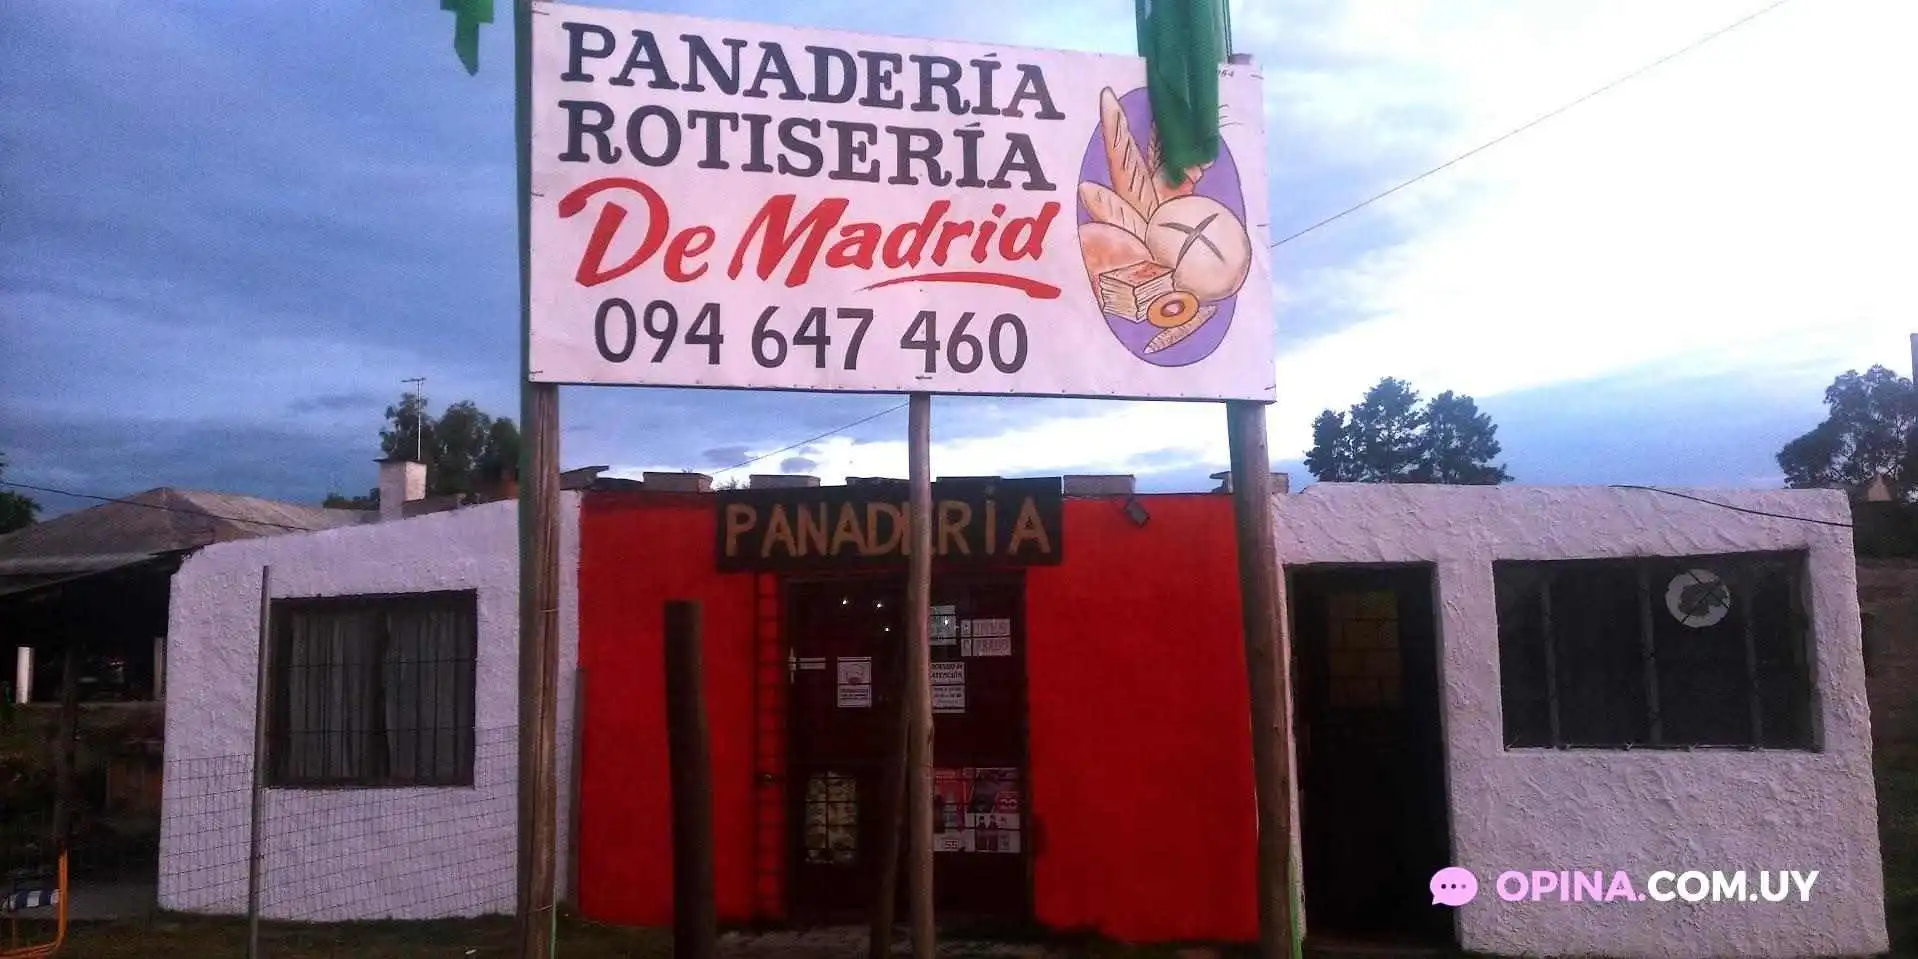 PANADERÍA
ROTISERÍA
De Madrid
094 647 460
PANADERÍA
OPINA.COM.UY